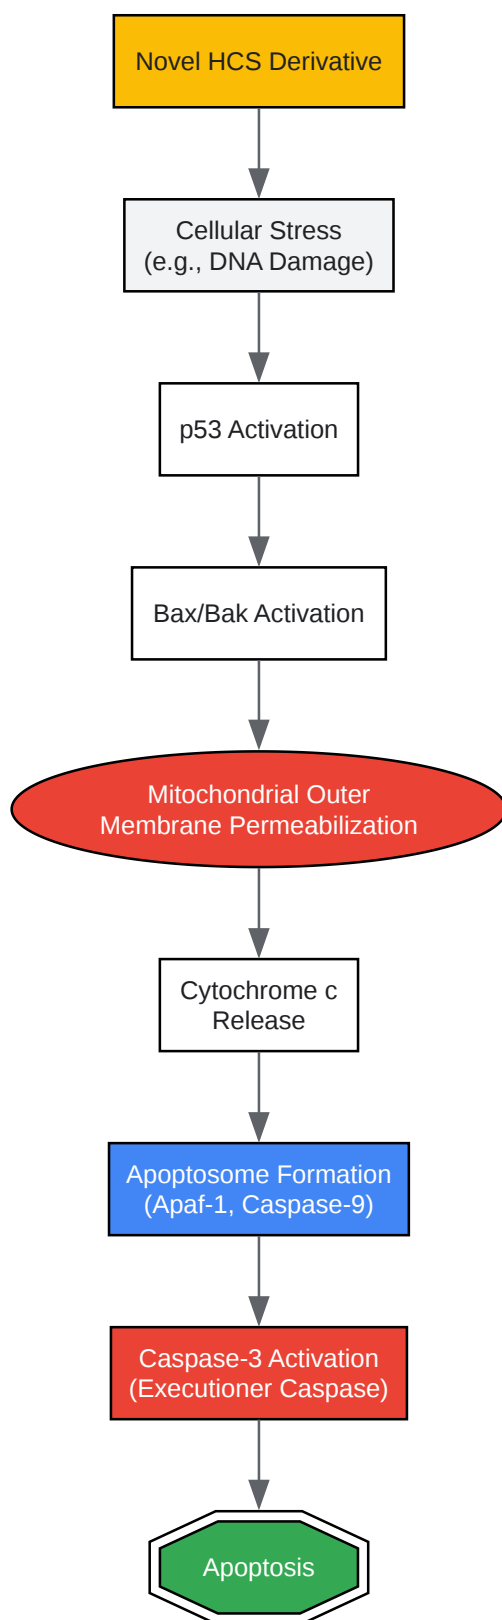 Novel HCS Derivative
Cellular Stress
(e.g., DNA Damage)
p53 Activation
Bax/Bak Activation
Mitochondrial Outer
Membrane Permeabilization
Cytochrome c
Release
Apoptosome Formation
(Apaf-1, Caspase-9)
Caspase-3 Activation
(Executioner Caspase)
Apoptosis